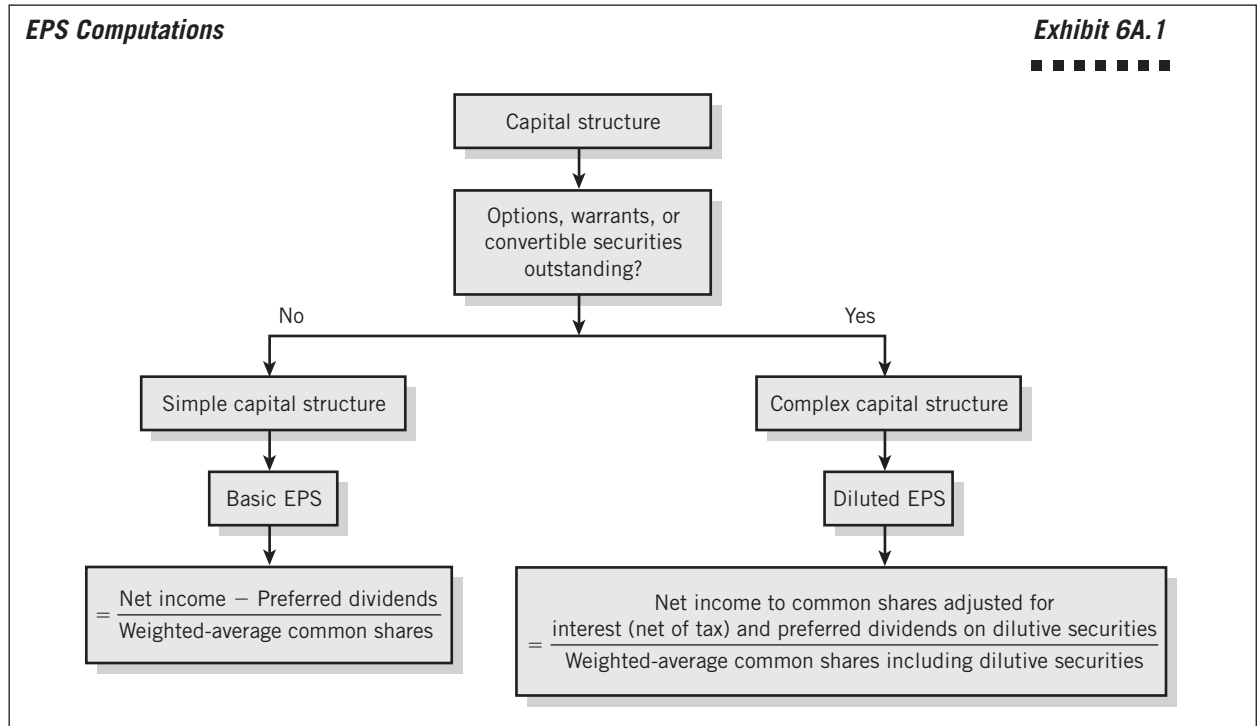 EPS Computations
Exhibit 6A.1
Capital structure
Options, warrants, or
convertible securities
outstanding?
No
Yes
Simple capital structure
Complex capital structure
Basic EPS
Diluted EPS
= Net income − Preferred dividends
Weighted-average common shares
Net income to common shares adjusted for
= interest (net of tax) and preferred dividends on dilutive securities
Weighted-average common shares including dilutive securities